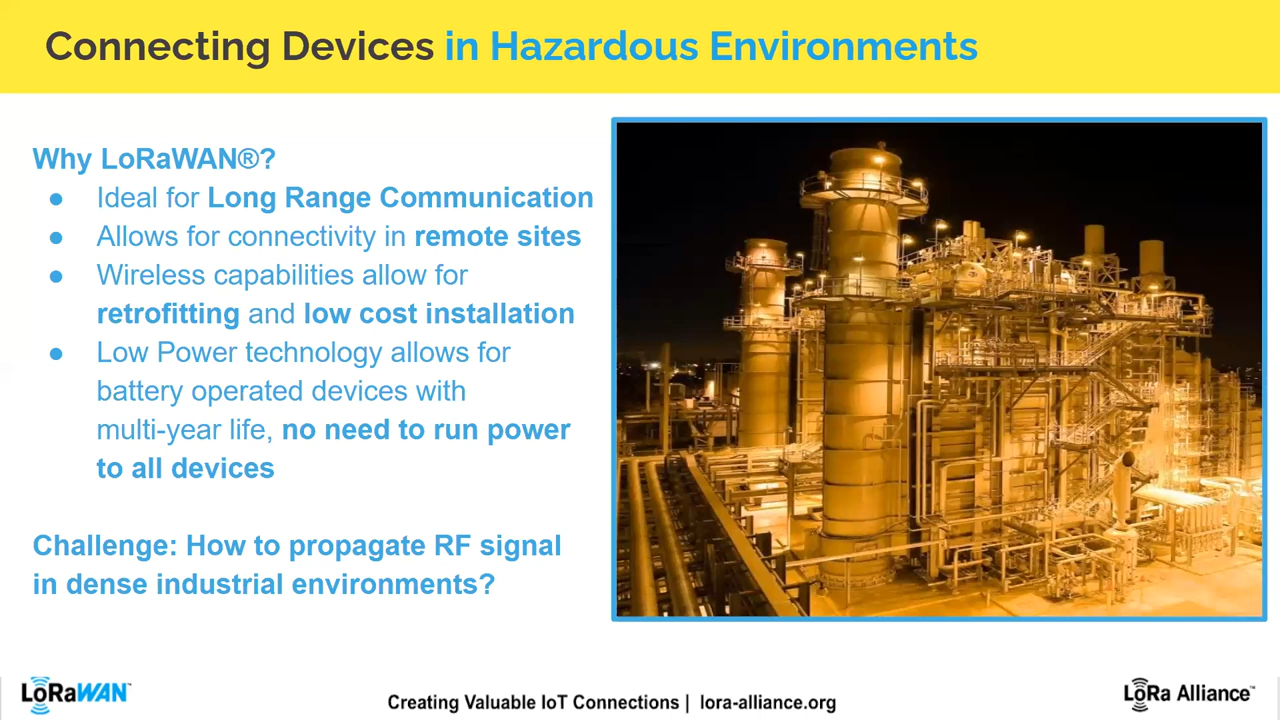 Connecting Devices in Hazardous Environments
Why LoRaWAN®?
● Ideal for Long Range Communication
● Allows for connectivity in remote sites
● Wireless capabilities allow for
retrofitting and low cost installation
● Low Power technology allows for
battery operated devices with
multi-year life, no need to run power
to all devices
Challenge: How to propagate RF signal
in dense industrial environments?
LoRaWAN™
Creating Valuable IoT Connections | lora-alliance.org
LoRa Alliance™